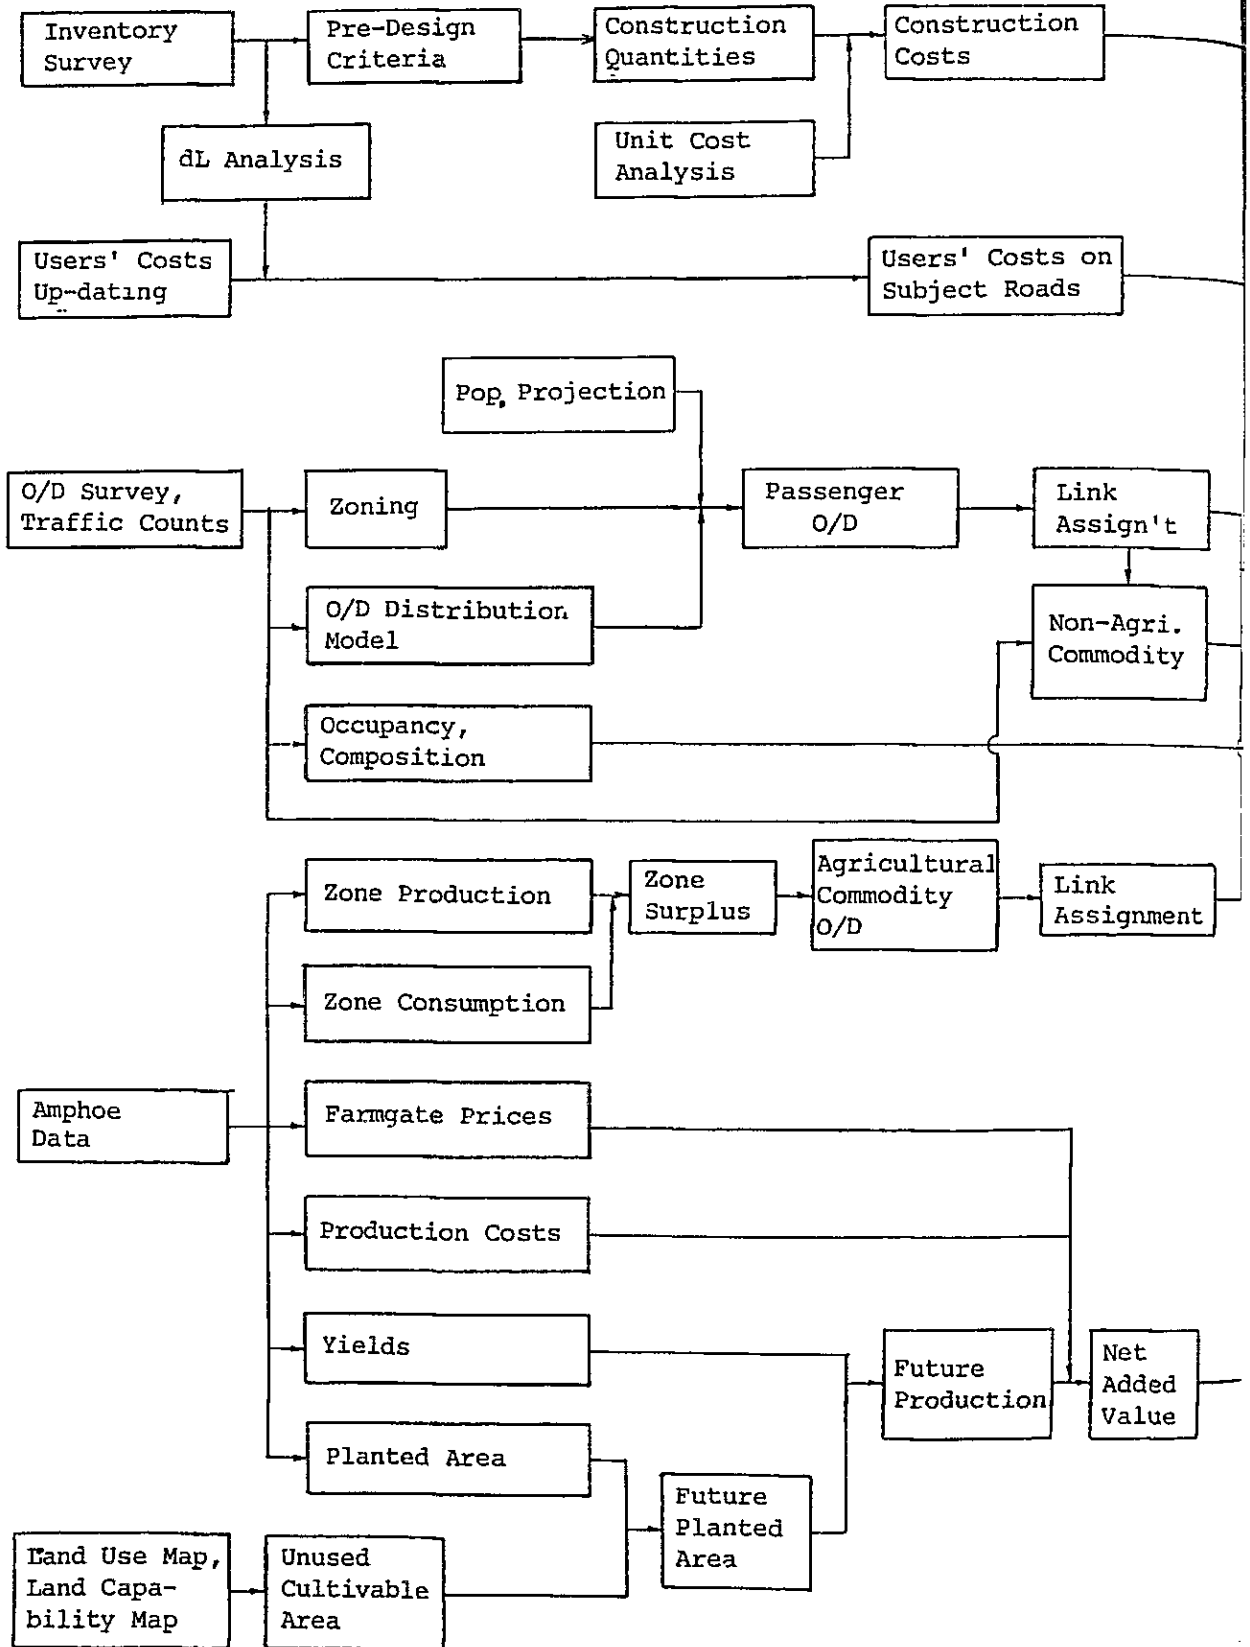 Inventory
Survey
Pre-Design
Criteria
Construction
Quantities
Construction
Costs
dL Analysis
Unit Cost
Analysis
Users' Costs
Up-dating
Users' Costs on
Subject Roads
Pop. Projection
O/D Survey,
Traffic Counts
Zoning
Passenger
O/D
Link
Assign't
O/D Distribution
Model
Non-Agri.
Commodity
Occupancy,
Composition
Zone Production
Zone
Surplus
Agricultural
Commodity
O/D
Link
Assignment
Zone Consumption
Amphoe
Data
Farmgate Prices
Production Costs
Yields
Future
Production
Net
Added
Value
Planted Area
Future
Planted
Area
Land Use Map,
Land Capa-
bility Map
Unused
Cultivable
Area